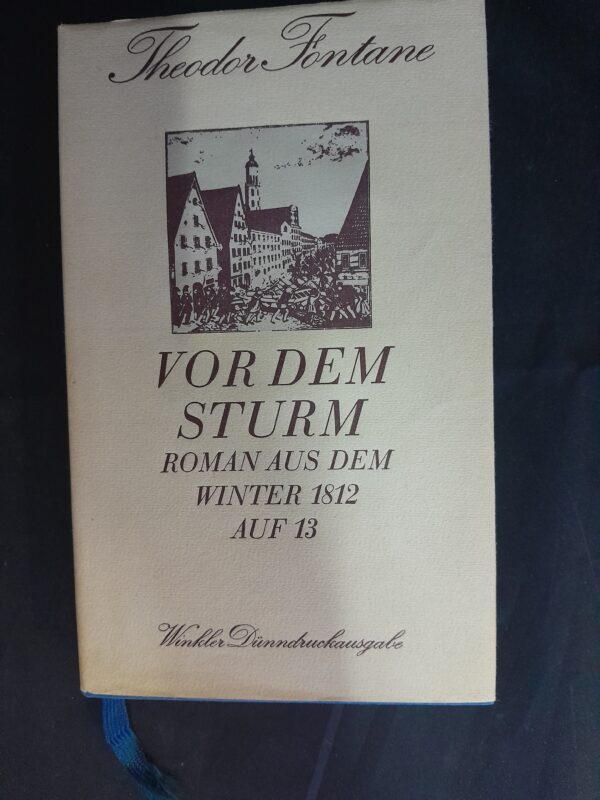 Theodor Fontane
VOR DEM
STURM
ROMAN AUS DEM
WINTER 1812
AUF 13
Winkler Dünndruckausgabe